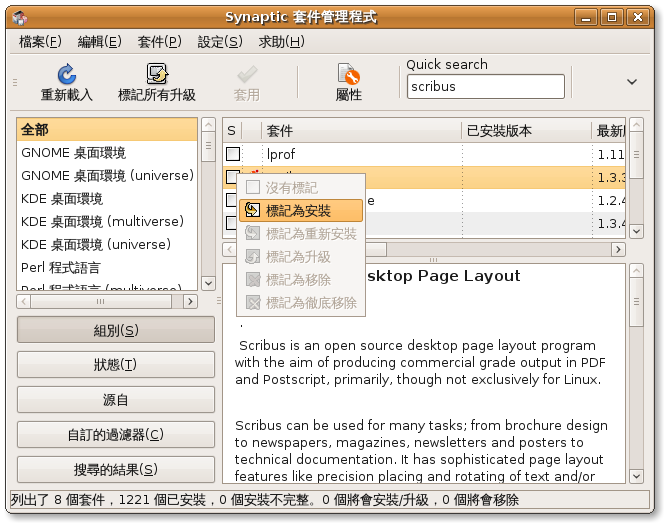 Synaptic 套件管理程式
檔案(F) 編輯(E) 套件(P) 設定(S) 求助(H)
重新載入 標記所有升級 套用 屬性
Quick search
scribus
全部
GNOME 桌面環境
GNOME 桌面環境 (universe)
KDE 桌面環境
KDE 桌面環境 (multiverse)
KDE 桌面環境 (universe)
Perl 程式語言
Perl 程式語言 (multiverse)
組別(S)
狀態(T)
源自
自訂的過濾器(C)
搜尋的結果(S)
S 套件 已安裝版本
lprof 1.11
1.3.3
1.2.4
1.3.4
沒有標記
標記為安裝
標記為重新安裝
標記為升級
標記為移除
標記為徹底移除
Page Layout
.
Scribus is an open source desktop page layout program
with the aim of producing commercial grade output in PDF
and Postscript, primarily, though not exclusively for Linux.
Scribus can be used for many tasks; from brochure design
to newspapers, magazines, newsletters and posters to
technical documentation. It has sophisticated page layout
features like precision placing and rotating of text and/or
列出了 8 個套件，1221 個已安裝，0 個安裝不完整。0 個將會安裝/升級，0 個將會移除